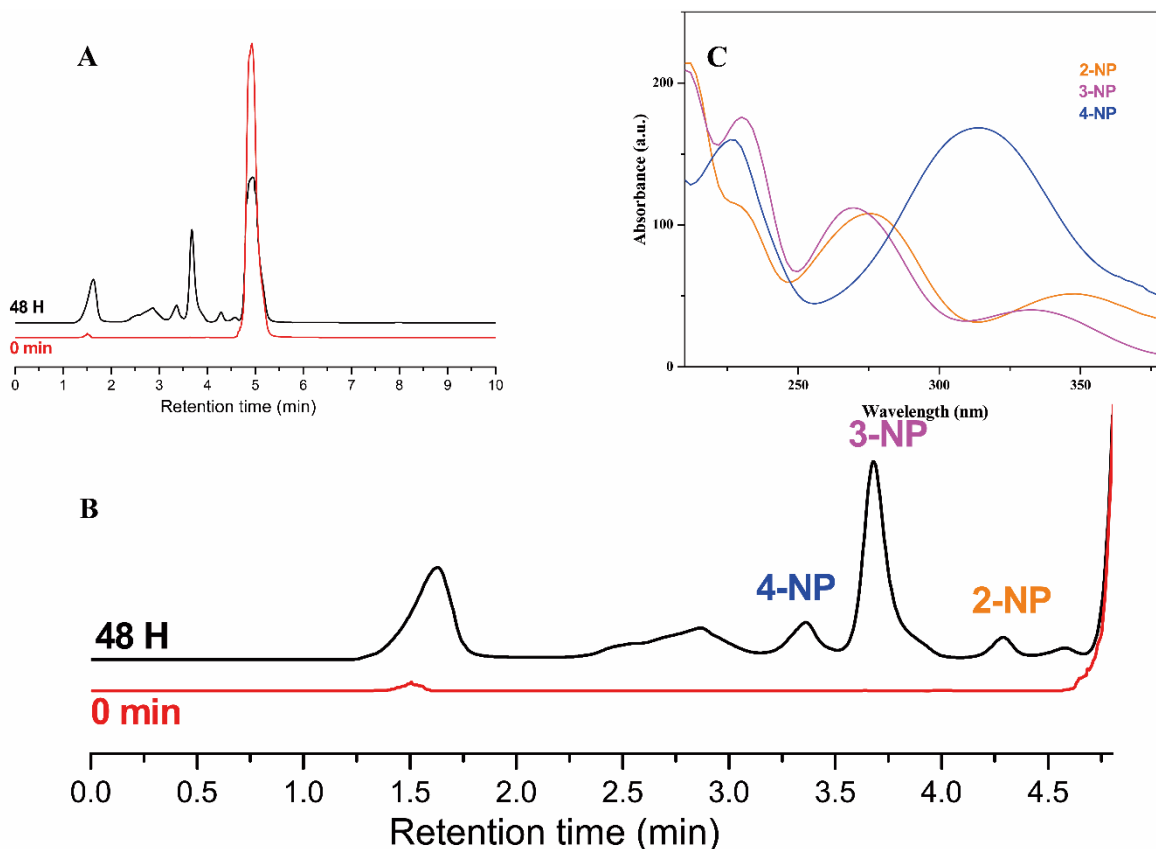 A
48 H
0 min
0 1 2 3 4 5 6 7 8 9 10
Retention time (min)
C
2-NP
3-NP
4-NP
200
100
0
Absorbance (a.u.)
250 300 350
Wavelength (nm)
B
3-NP
4-NP
2-NP
48 H
0 min
0.0 0.5 1.0 1.5 2.0 2.5 3.0 3.5 4.0 4.5
Retention time (min)